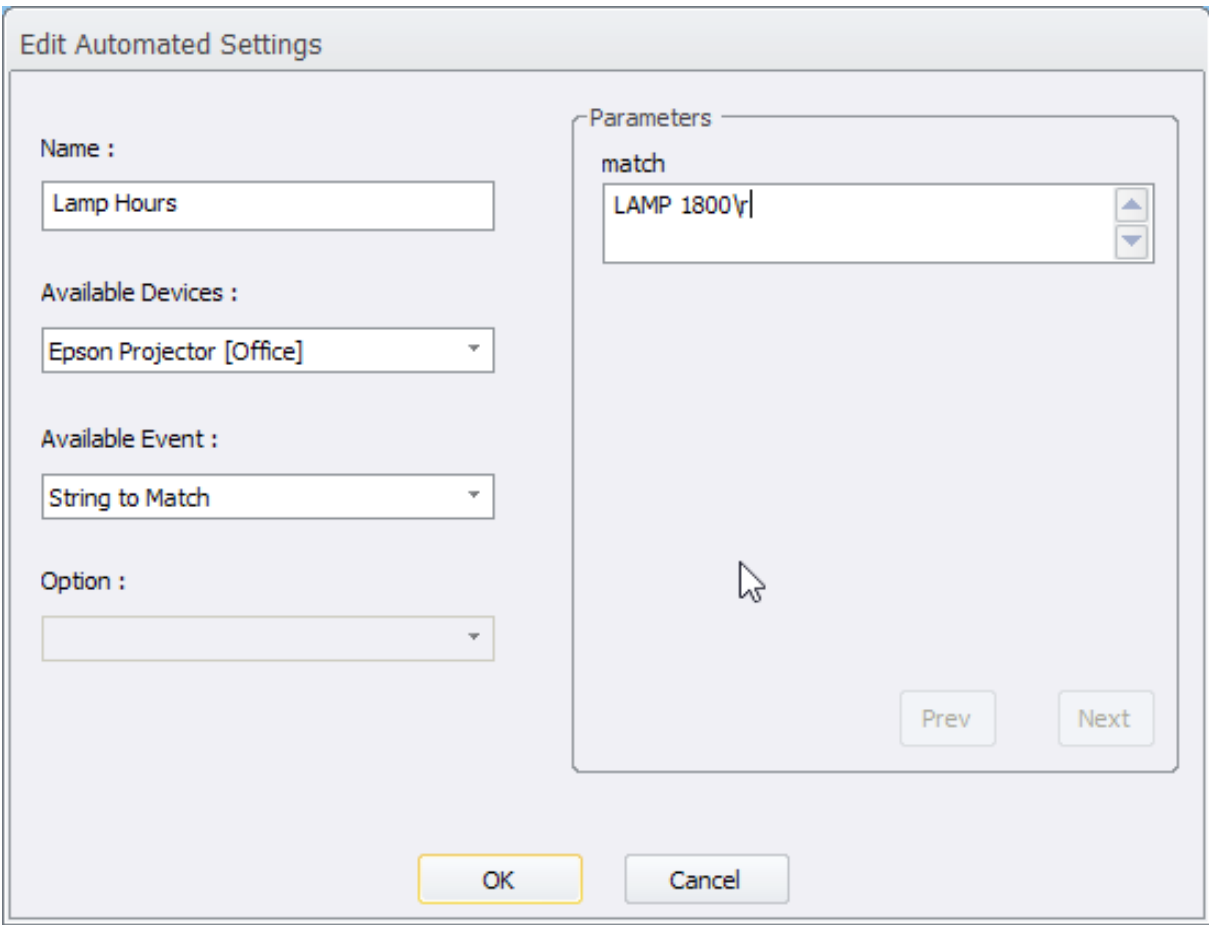 Edit Automated Settings
Name :
Lamp Hours
Available Devices :
Epson Projector [Office]
Available Event :
String to Match
Option :
Parameters
match
LAMP 1800\r
Prev
Next
OK
Cancel